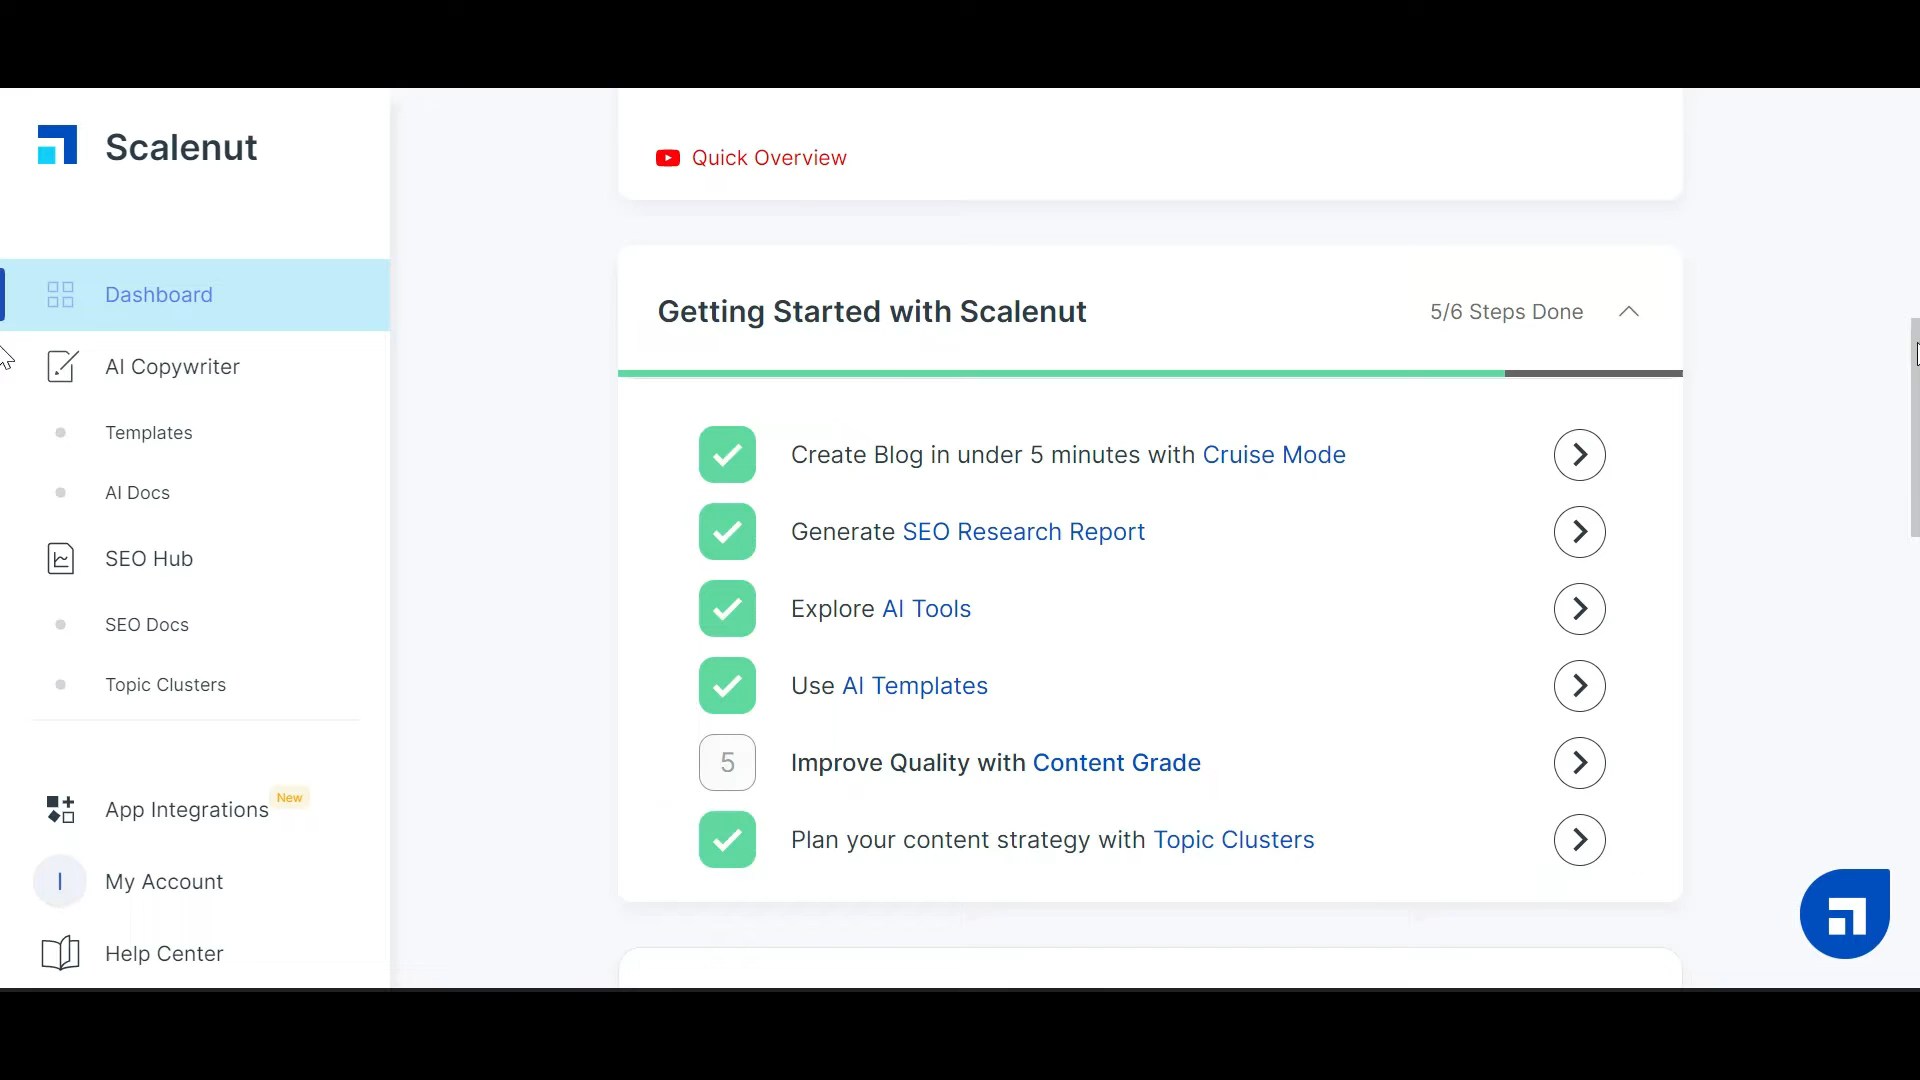 Scalenut
Dashboard
AI Copywriter
Templates
AI Docs
SEO Hub
SEO Docs
Topic Clusters
App Integrations New
I My Account
Help Center
Quick Overview
Getting Started with Scalenut
5/6 Steps Done
Create Blog in under 5 minutes with Cruise Mode
Generate SEO Research Report
Explore AI Tools
Use AI Templates
5 Improve Quality with Content Grade
Plan your content strategy with Topic Clusters